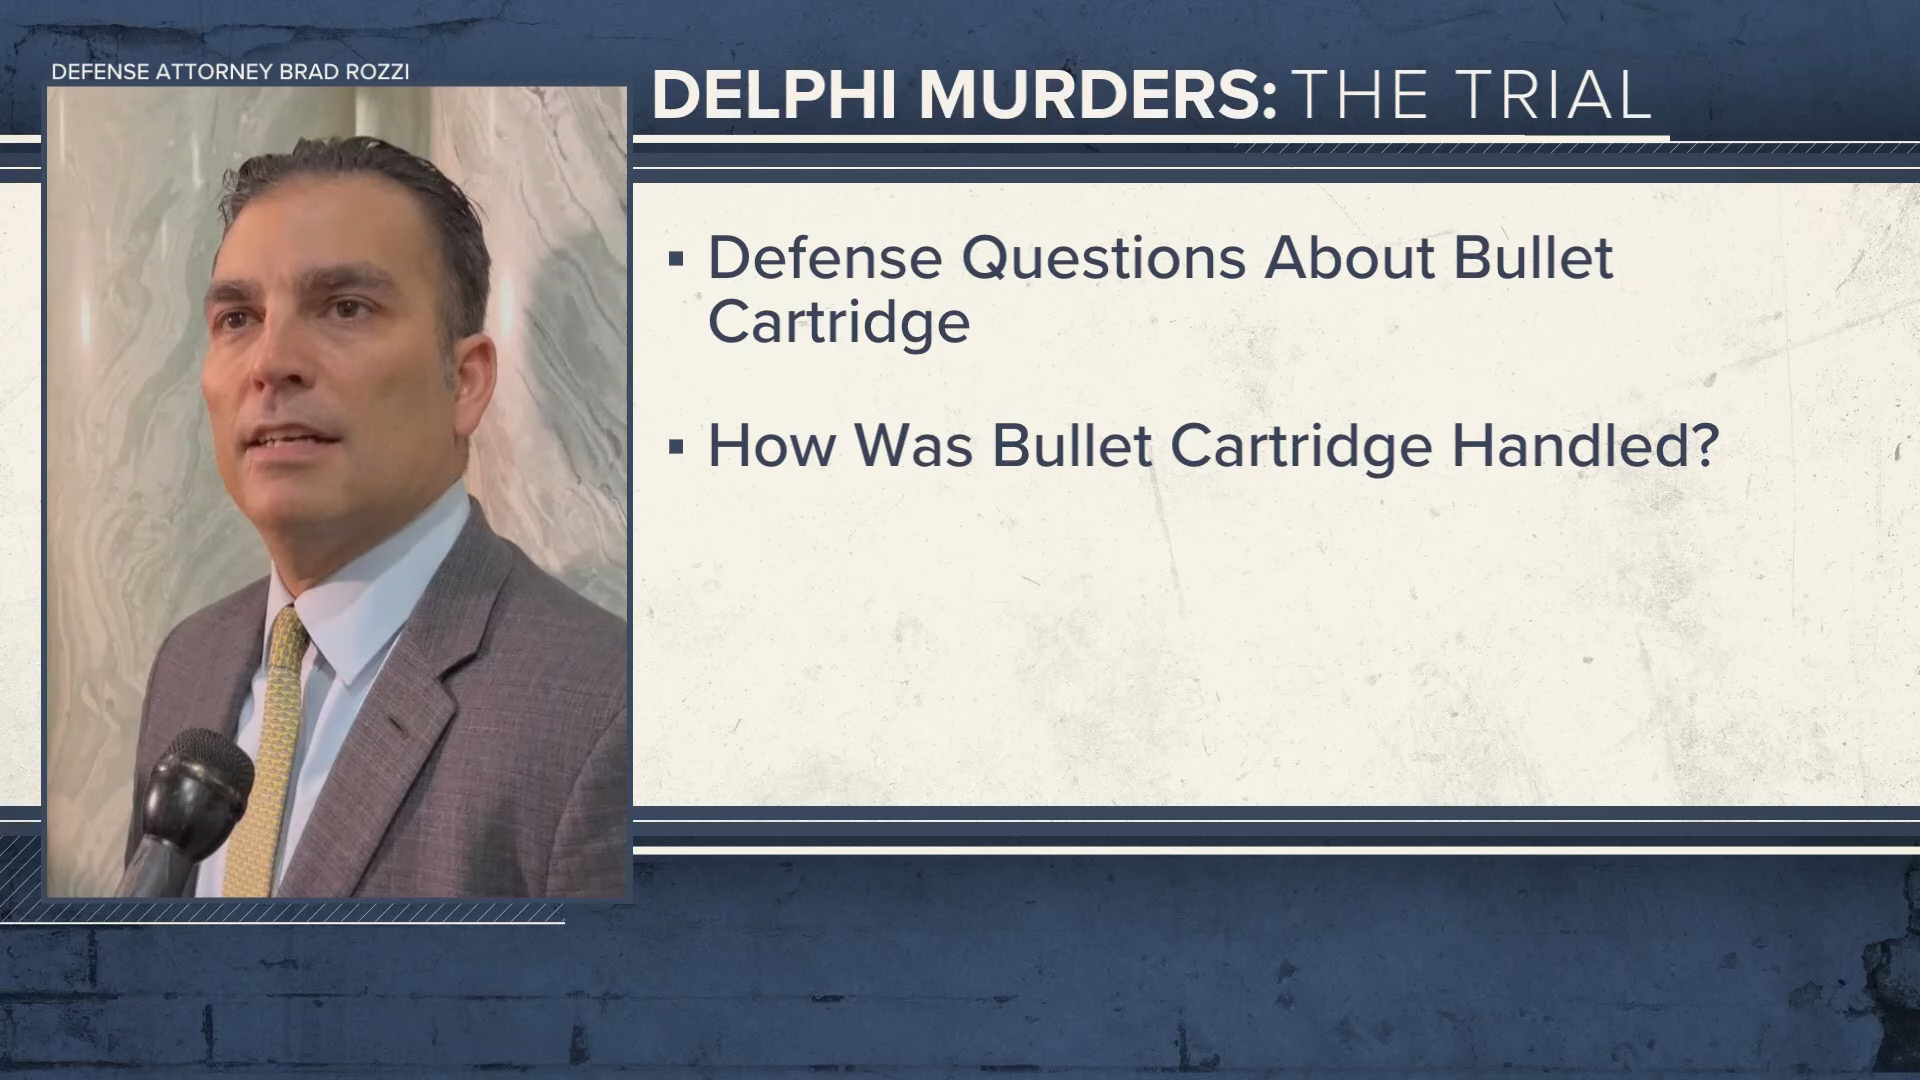 DEFENSE ATTORNEY BRAD ROZZI
DELPHI MURDERS: THE TRIAL
▪ Defense Questions About Bullet
Cartridge
▪ How Was Bullet Cartridge Handled?